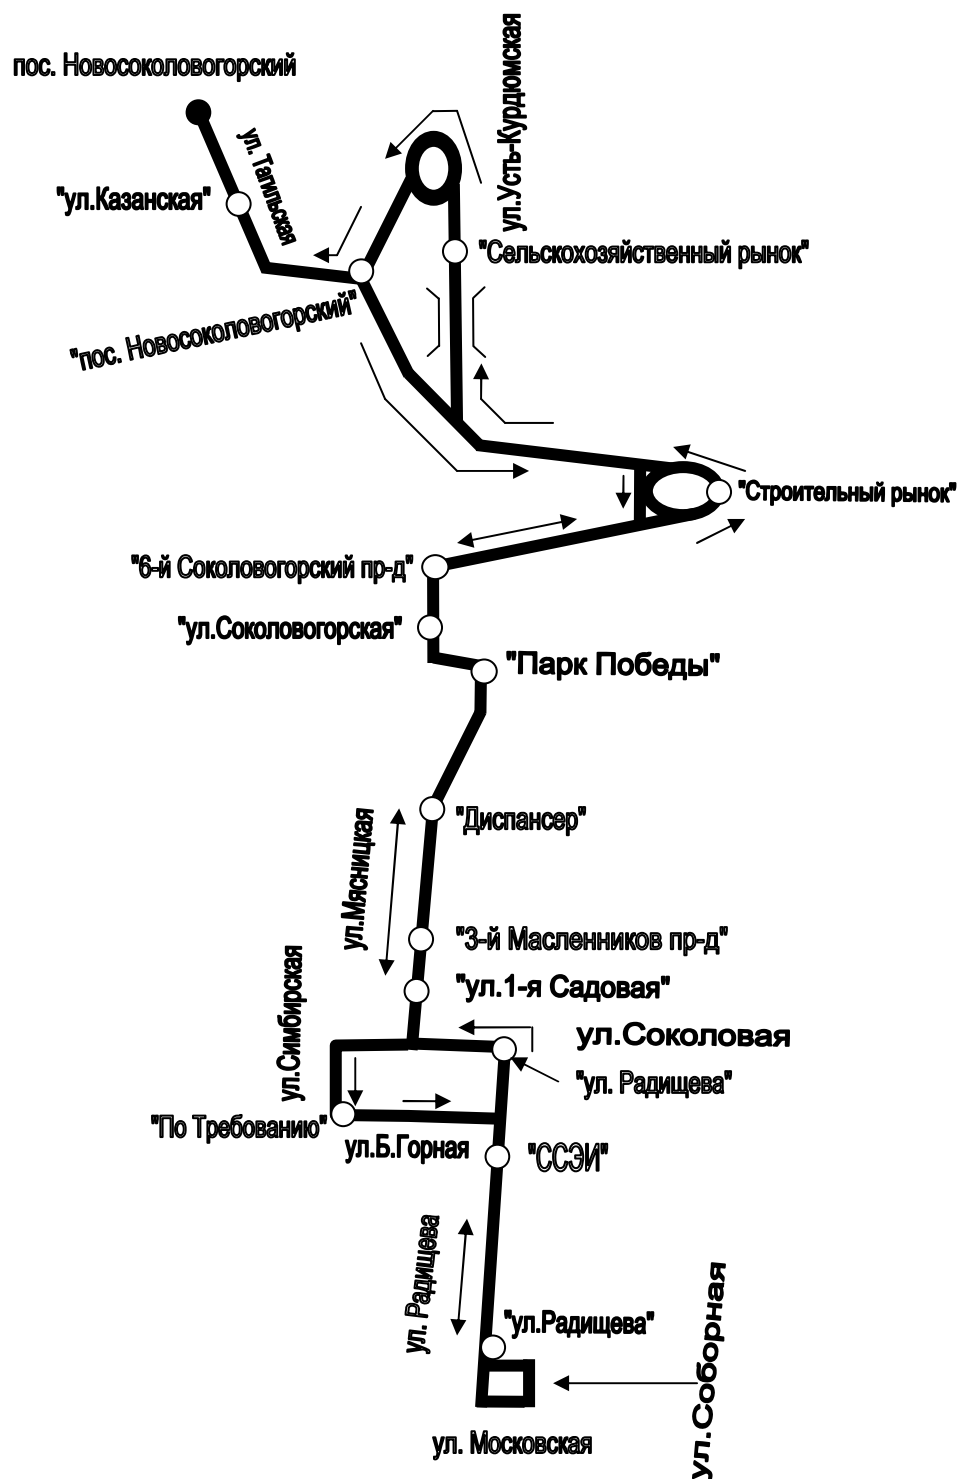 ул.Усть-Курдюмская
пос. Новосоколовогорский
ул. Тагильская
"ул.Казанская"
"Сельскохозяйственный рынок"
"пос. Новосоколовогорский"
"Строительный рынок"
"6-й Соколовогорский пр-д"
"ул.Соколовогорская"
"Парк Победы"
"Диспансер"
ул.Мясницкая
"3-й Масленников пр-д"
"ул.1-я Садовая"
ул.Симбирская
ул.Соколовая
"ул. Радищева"
"По Требованию"
ул.Б.Горная
"ССЭИ"
ул. Радищева
"ул.Радищева"
ул.Соборная
ул. Московская